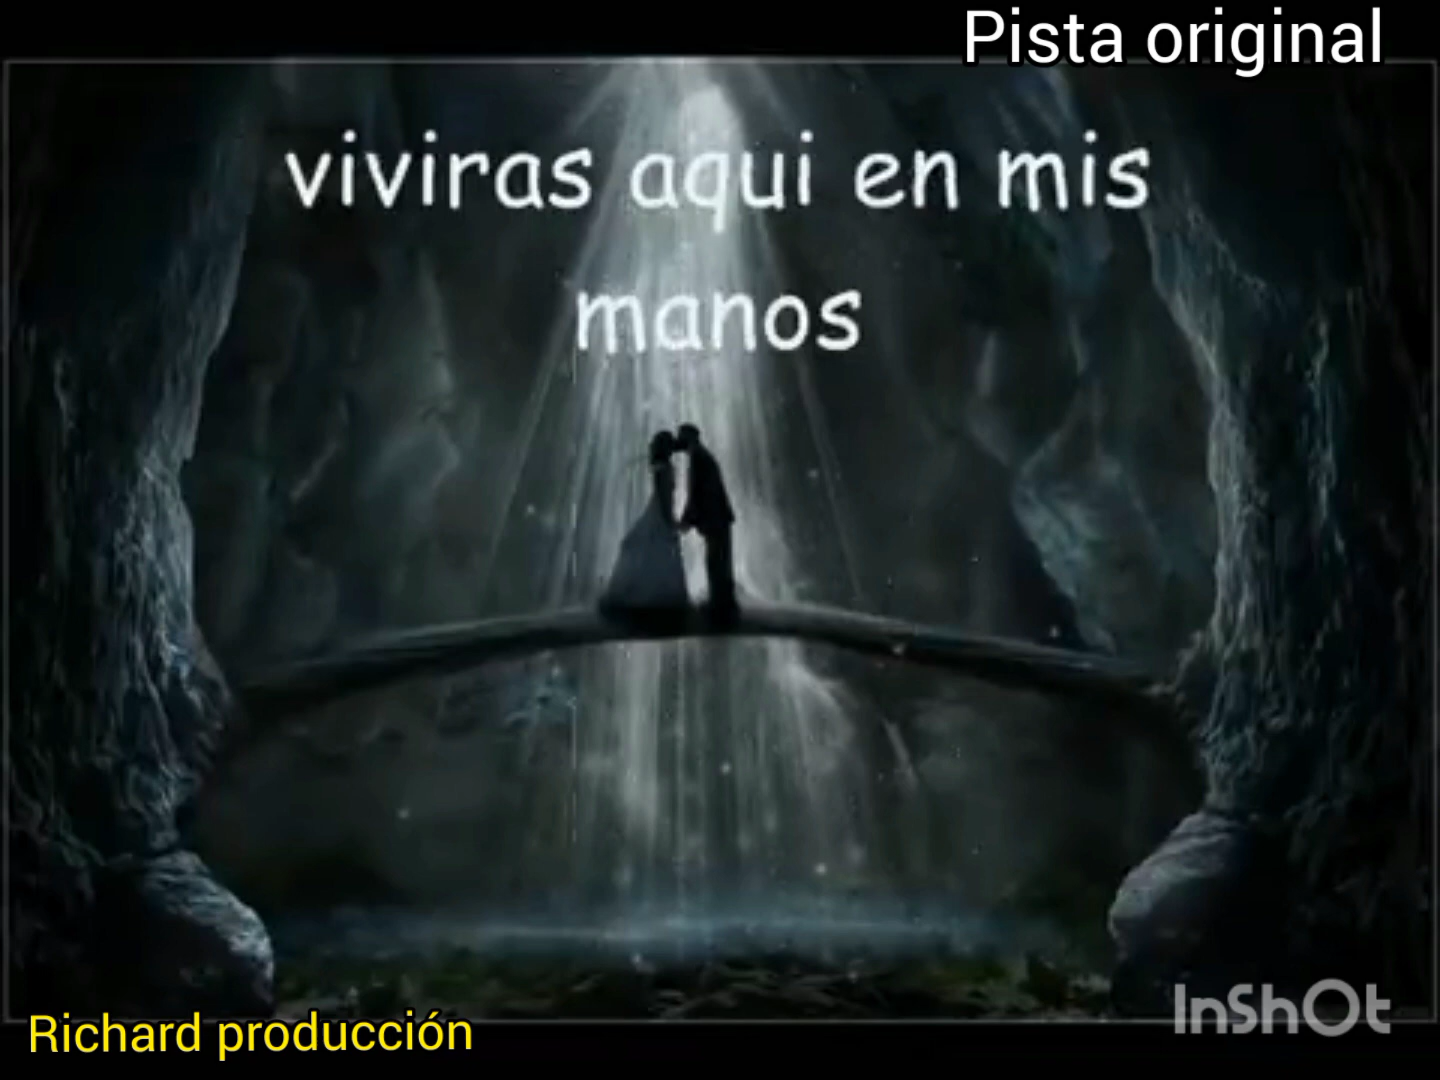 Pista original
viviras aqui en mis
manos
Richard producción
InShOt